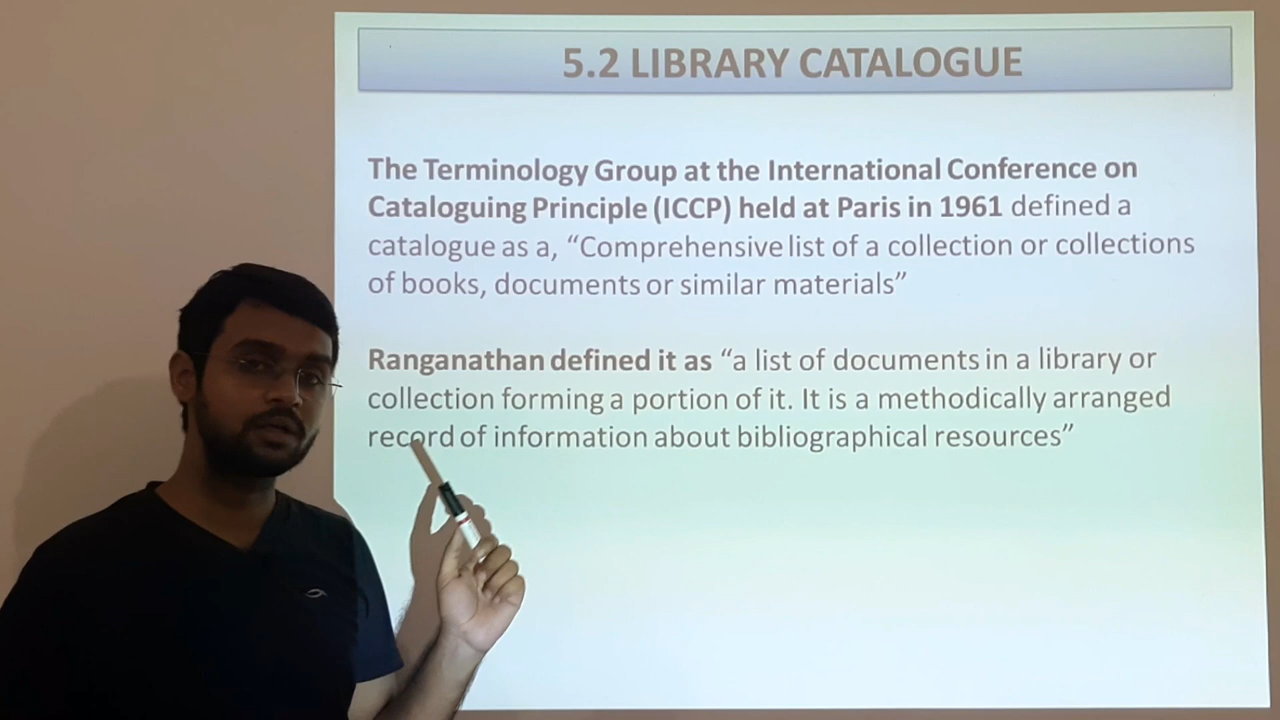 5.2 LIBRARY CATALOGUE
The Terminology Group at the International Conference on
Cataloguing Principle (ICCP) held at Paris in 1961 defined a
catalogue as a, “Comprehensive list of a collection or collections
of books, documents or similar materials”
Ranganathan defined it as “a list of documents in a library or
collection forming a portion of it. It is a methodically arranged
record of information about bibliographical resources”